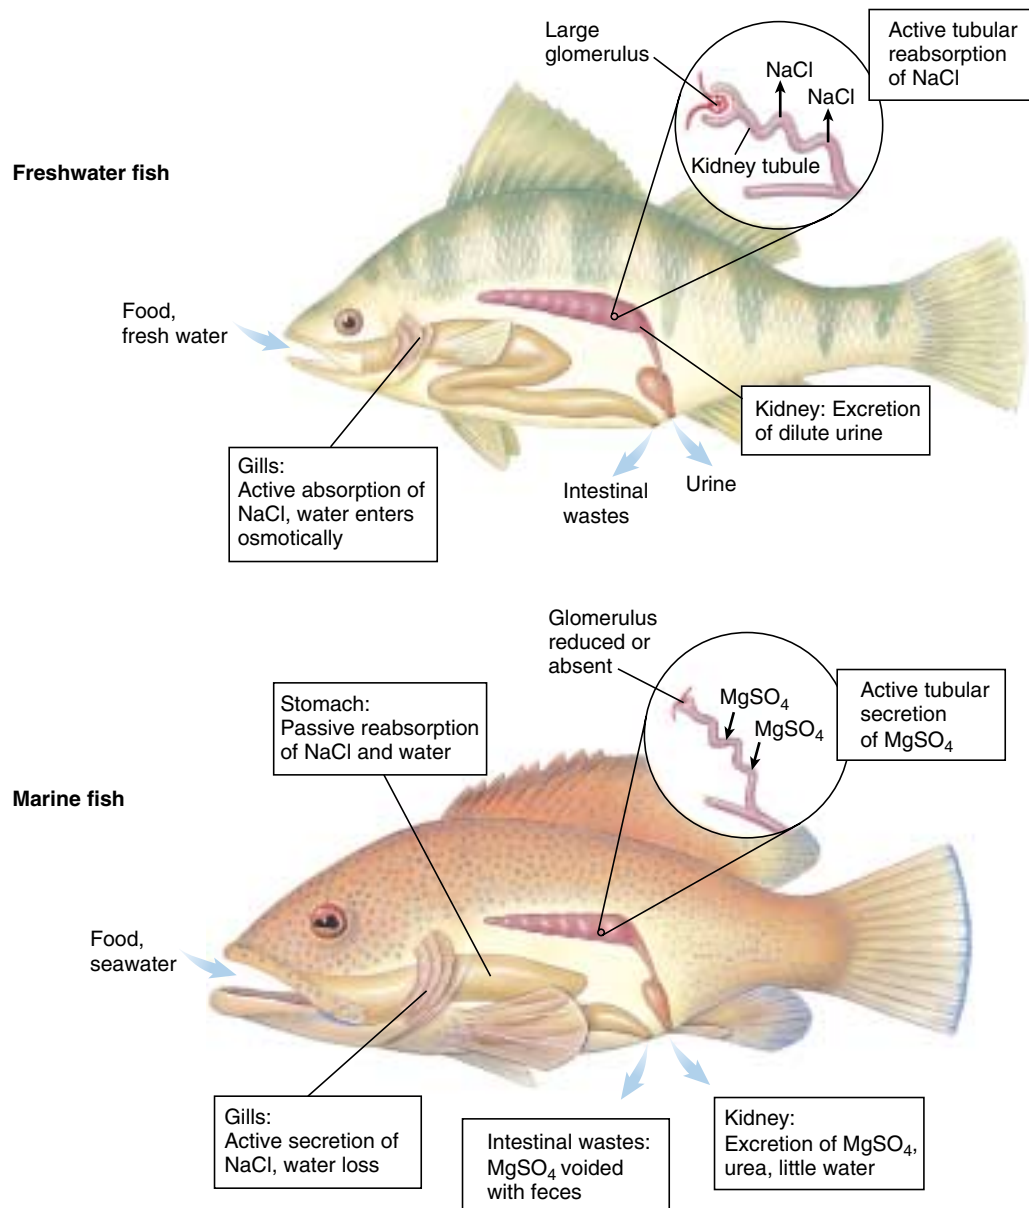 Large
glomerulus
NaCl
NaCl
Kidney tubule
Active tubular
reabsorption
of NaCl
Freshwater fish
Food,
fresh water
Gills:
Active absorption of
NaCl, water enters
osmotically
Intestinal
wastes
Urine
Kidney: Excretion
of dilute urine
Glomerulus
reduced or
absent
MgSO₄
MgSO₄
Active tubular
secretion
of MgSO₄
Stomach:
Passive reabsorption
of NaCl and water
Marine fish
Food,
seawater
Gills:
Active secretion of
NaCl, water loss
Intestinal wastes:
MgSO₄ voided
with feces
Kidney:
Excretion of MgSO₄,
urea, little water